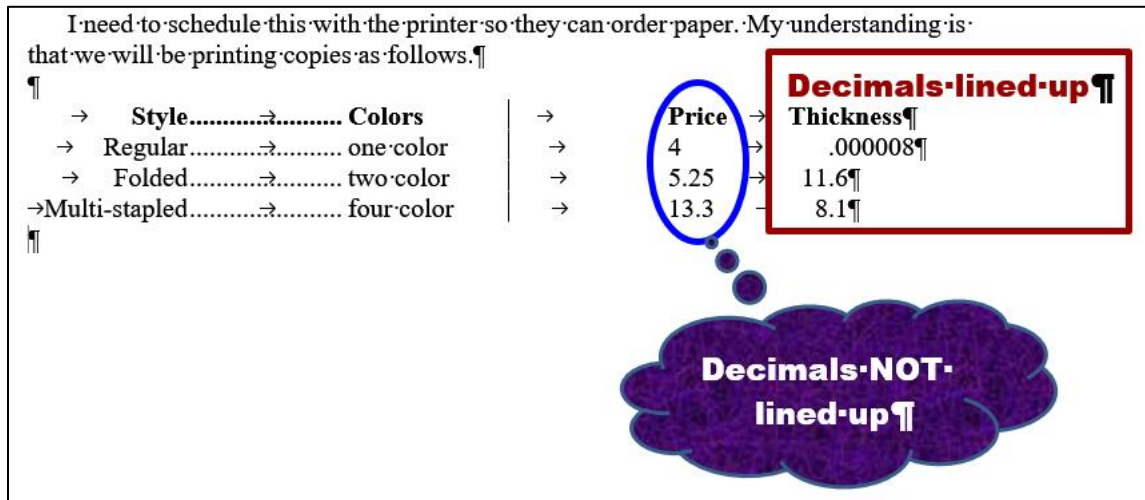 I·need·to·schedule·this·with·the·printer·so·they·can·order·paper.·My·understanding·is·
that·we·will·be·printing·copies·as·follows.¶
¶
Decimals·lined·up¶
→ Style............→........... Colors | → Price → Thickness¶
→ Regular............→........... one·color | → 4 → .000008¶
→ Folded............→........... two·color | → 5.25 → 11.6¶
→Multi-stapled............→........... four·color | → 13.3 → 8.1¶
¶
Decimals·NOT·
lined·up¶